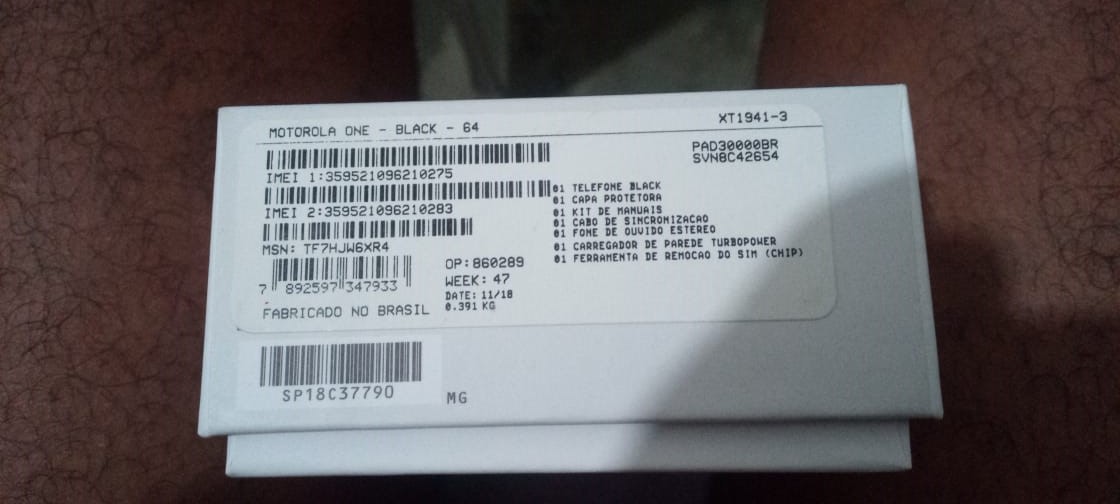 MOTOROLA ONE - BLACK - 64
XT1941-3
PAD30000BR
SVN8C42654
IMEI 1:359521096210275
IMEI 2:359521096210283
MSN: TF7HJW6XR4
7 892597 347933
FABRICADO NO BRASIL
OP:860289
WEEK: 47
DATE: 11/18
0.391 KG
01 TELEFONE BLACK
01 CAPA PROTETORA
01 KIT DE MANUAIS
01 CABO DE SINCRONIZACAO
01 FONE DE OUVIDO ESTEREO
01 CARREGADOR DE PAREDE TURBOPOWER
01 FERRAMENTA DE REMOCAO DO SIM (CHIP)
SP18C37790
MG